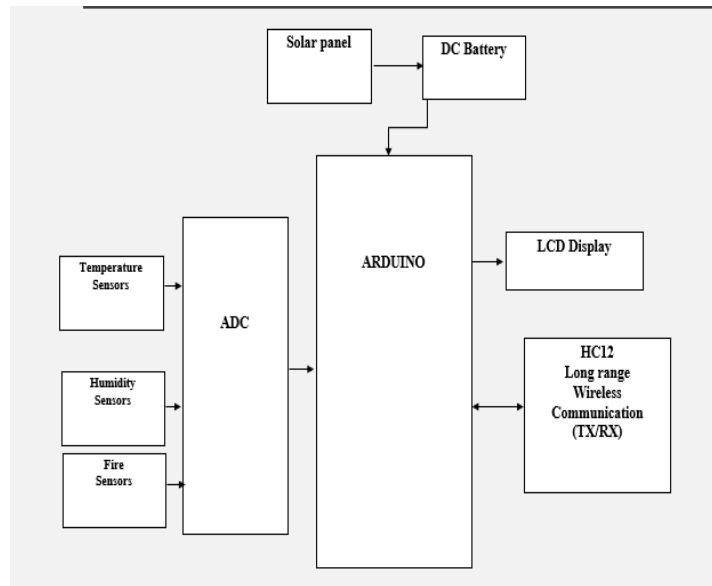 Solar panel
DC Battery
ARDUINO
ADC
Temperature
Sensors
Humidity
Sensors
Fire
Sensors
LCD Display
HC12
Long range
Wireless
Communication
(TX/RX)